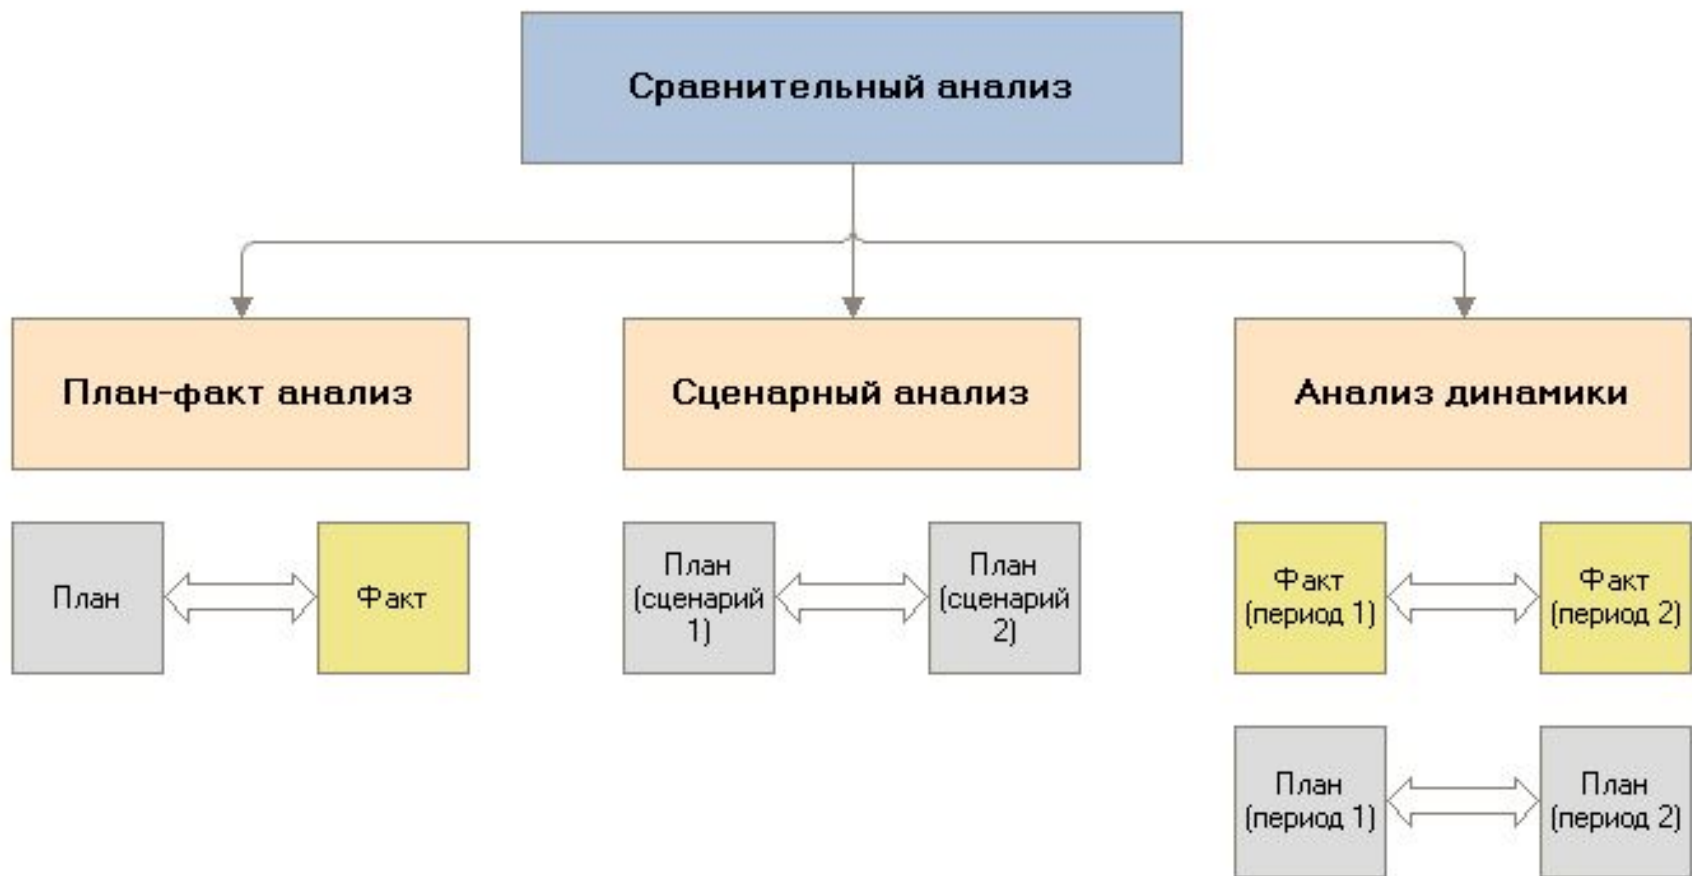 Сравнительный анализ
План-факт анализ
Сценарный анализ
Анализ динамики
План
Факт
План
(сценарий
1)
План
(сценарий
2)
Факт
(период 1)
Факт
(период 2)
План
(период 1)
План
(период 2)